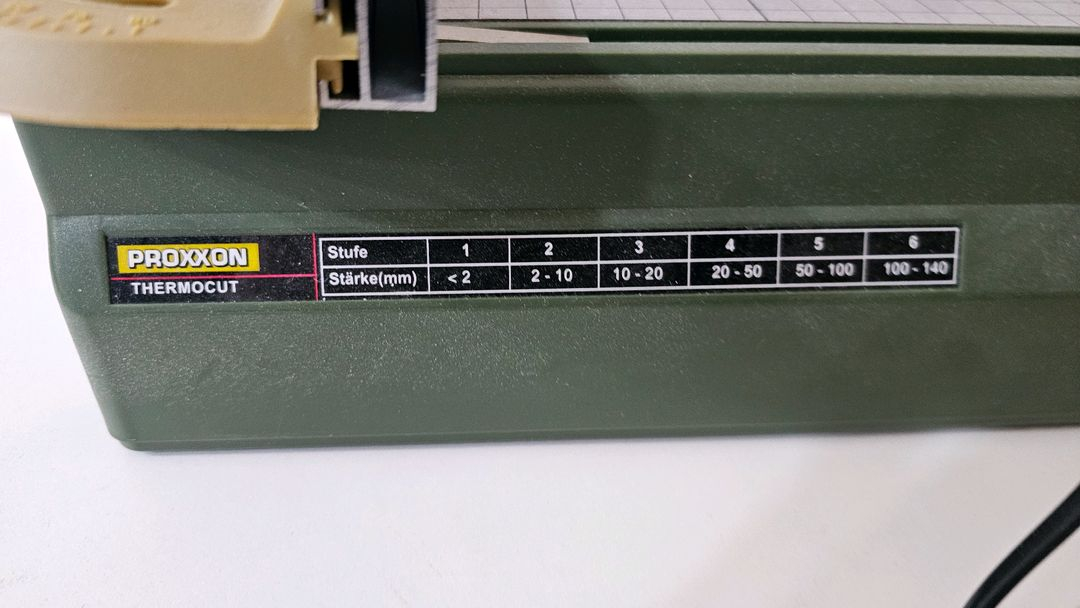 PROXXON
THERMOCUT
Stufe 1 2 3 4 5 6
Stärke(mm) < 2 2 - 10 10 - 20 20 - 50 50 - 100 100 - 140